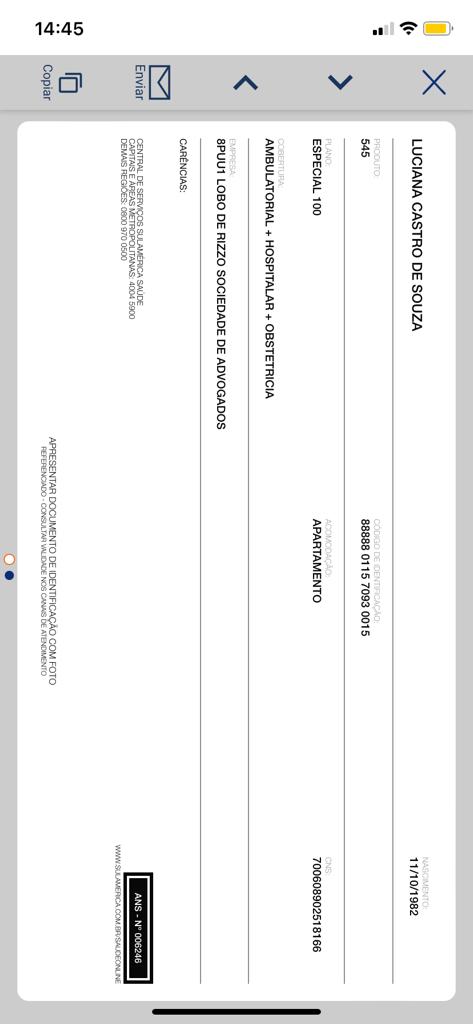 14:45
Copiar
Enviar
LUCIANA CASTRO DE SOUZA
NASCIMENTO:
11/10/1982
PRODUTO:
545
CÓDIGO DE IDENTIFICAÇÃO:
88888 0115 7093 0015
PLANO:
ESPECIAL 100
ACOMODAÇÃO:
APARTAMENTO
CNS:
700608902518166
COBERTURA:
AMBULATORIAL + HOSPITALAR + OBSTETRICIA
EMPRESA:
8PUU1 LOBO DE RIZZO SOCIEDADE DE ADVOGADOS
CARÊNCIAS:
CENTRAL DE SERVIÇOS SULAMÉRICA SAÚDE
CAPITAIS E ÁREAS METROPOLITANAS: 4004 5900
DEMAIS REGIÕES: 0800 970 0500
ANS - Nº 006246
WWW.SULAMERICA.COM.BR/SAUDEONLINE
APRESENTAR DOCUMENTO DE IDENTIFICAÇÃO COM FOTO
REFERENCIADO - CONSULTAR VALIDADE NOS CANAIS DE ATENDIMENTO